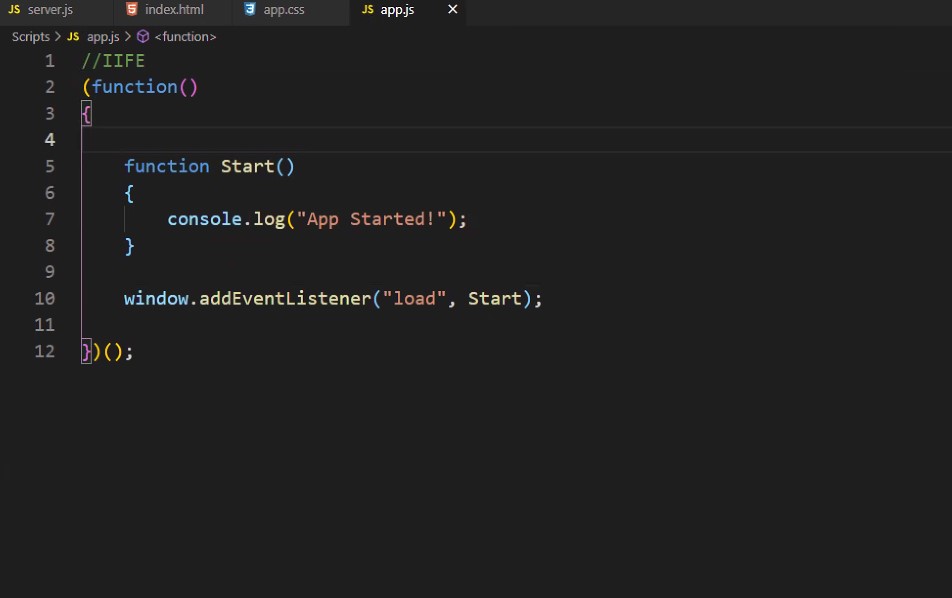 JS server.js index.html app.css JS app.js
Scripts > JS app.js > <function>
1 //IIFE
2 (function()
3 {
4
5 function Start()
6 {
7 console.log("App Started!");
8 }
9
10 window.addEventListener("load", Start);
11
12 })();